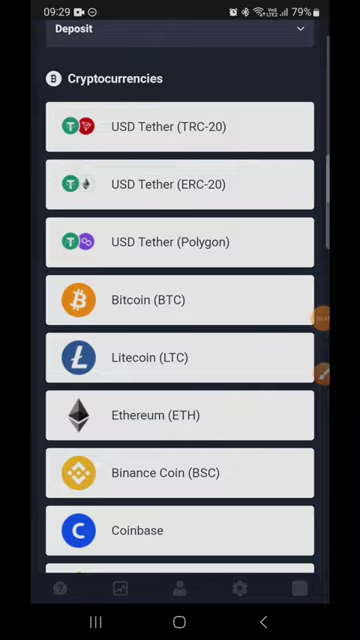 09:29
79%
Deposit
Cryptocurrencies
USD Tether (TRC-20)
USD Tether (ERC-20)
USD Tether (Polygon)
Bitcoin (BTC)
Litecoin (LTC)
Ethereum (ETH)
Binance Coin (BSC)
Coinbase